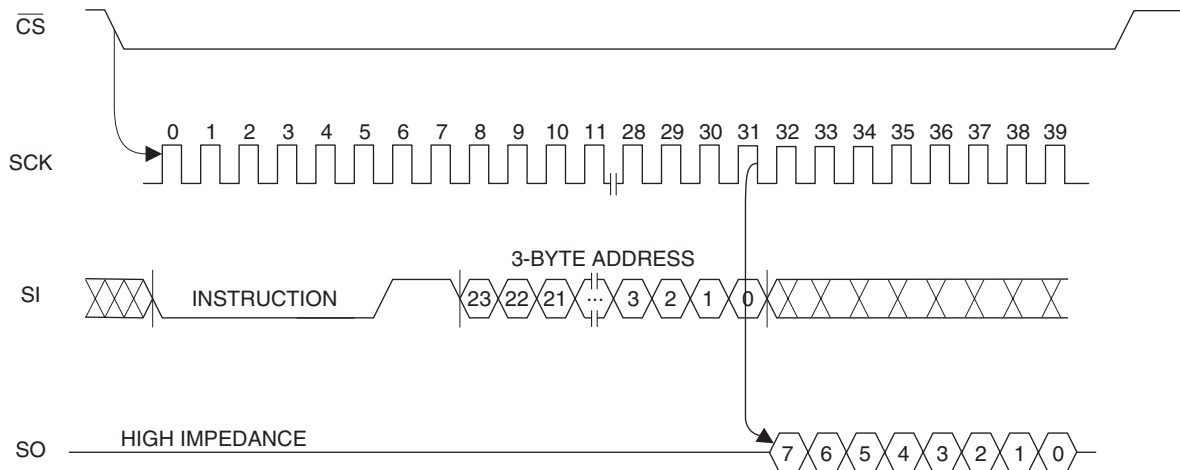 CS
0 1 2 3 4 5 6 7 8 9 10 11 28 29 30 31 32 33 34 35 36 37 38 39
SCK
3-BYTE ADDRESS
SI
INSTRUCTION
23 22 21 ... 3 2 1 0
HIGH IMPEDANCE
SO
7 6 5 4 3 2 1 0